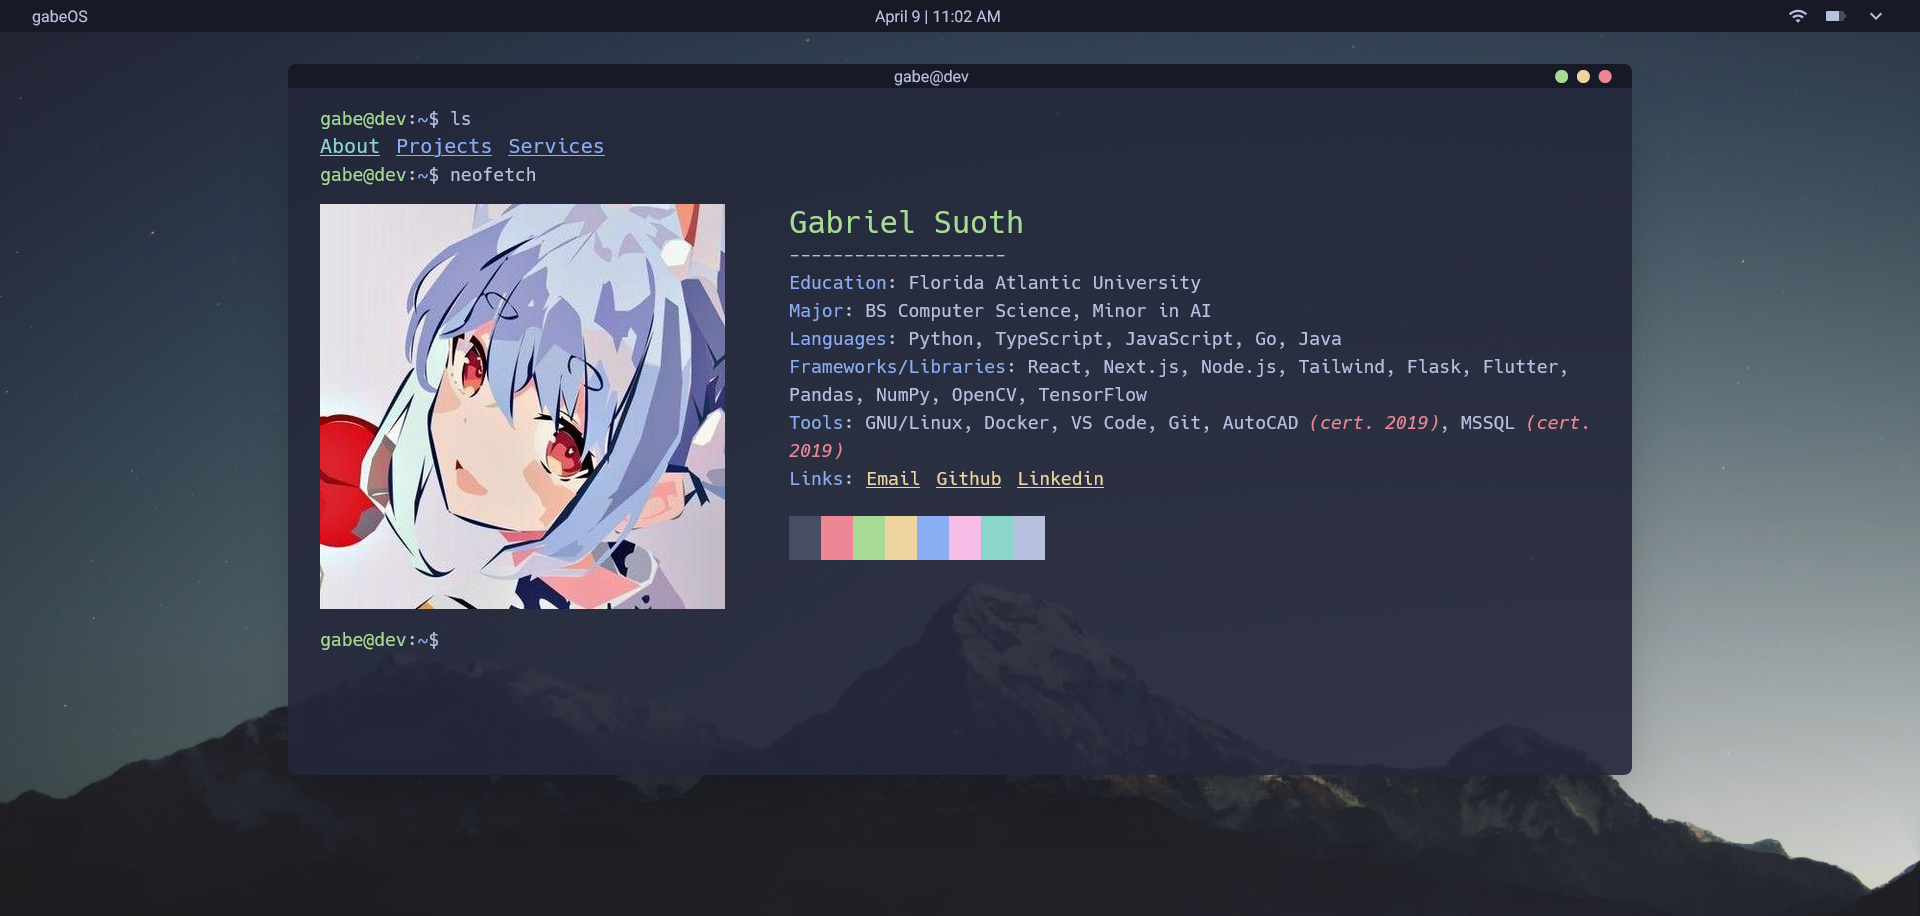 gabeOS
April 9 | 11:02 AM
gabe@dev
gabe@dev:~$ ls
About Projects Services
gabe@dev:~$ neofetch
Gabriel Suoth
--------------------
Education: Florida Atlantic University
Major: BS Computer Science, Minor in AI
Languages: Python, TypeScript, JavaScript, Go, Java
Frameworks/Libraries: React, Next.js, Node.js, Tailwind, Flask, Flutter,
Pandas, NumPy, OpenCV, TensorFlow
Tools: GNU/Linux, Docker, VS Code, Git, AutoCAD (cert. 2019), MSSQL (cert.
2019)
Links: Email Github Linkedin
gabe@dev:~$